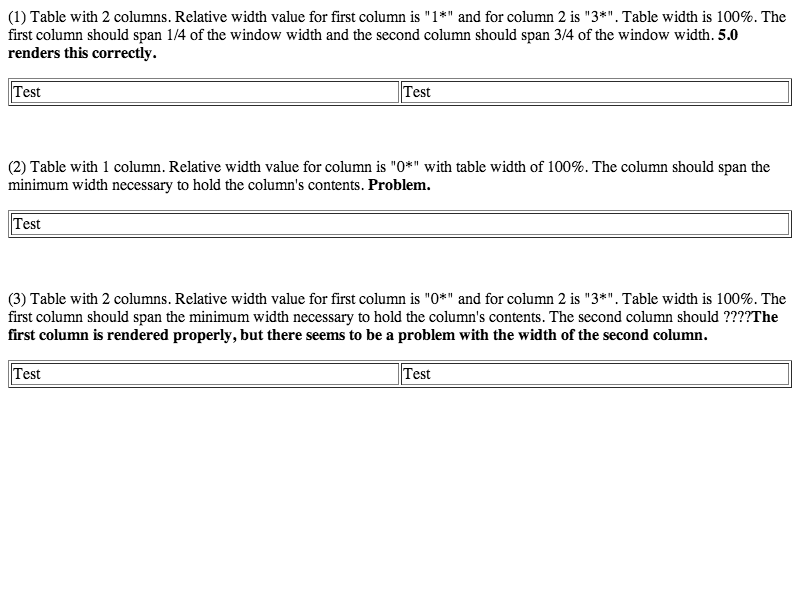 (1) Table with 2 columns. Relative width value for first column is "1*" and for column 2 is "3*". Table width is 100%. The
first column should span 1/4 of the window width and the second column should span 3/4 of the window width. 5.0
renders this correctly.
Test Test
(2) Table with 1 column. Relative width value for column is "0*" with table width of 100%. The column should span the
minimum width necessary to hold the column's contents. Problem.
Test
(3) Table with 2 columns. Relative width value for first column is "0*" and for column 2 is "3*". Table width is 100%. The
first column should span the minimum width necessary to hold the column's contents. The second column should ????The
first column is rendered properly, but there seems to be a problem with the width of the second column.
Test Test